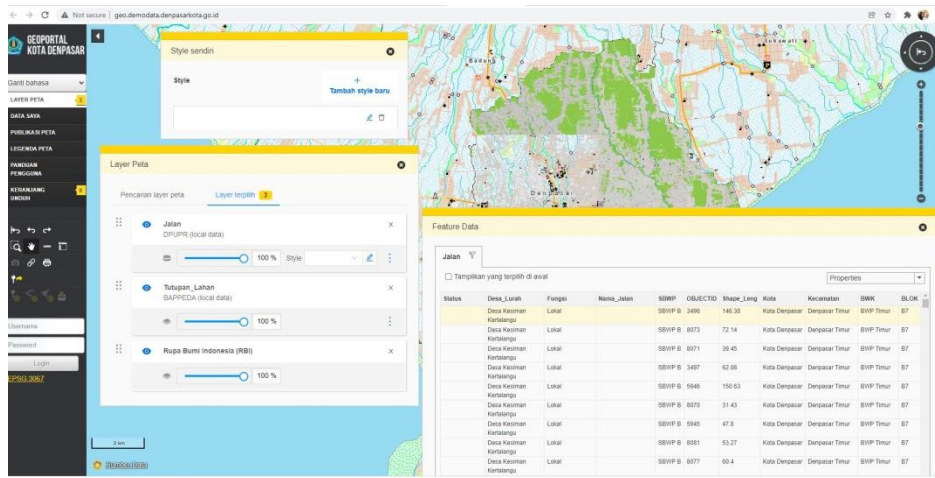 Not secure | geo.demodata.denpasarkota.go.id
GEOPORTAL
KOTA DENPASAR
Ganti bahasa
LAYER PETA 3
DATA SAYA
PUBLIKASI PETA
LEGENDA PETA
PANDUAN
PENGGUNA
KERANJANG
UNDUH
Username
Password
Login
EPSG:3067
Style sendiri
Style
+
Tambah style baru
Layer Peta
Pencarian layer peta Layer terpilih 3
Jalan
DPUPR (local data)
100 % Style
Tutupan_Lahan
BAPPEDA (local data)
100 %
Rupa Bumi Indonesia (RBI)
100 %
2 km
Sumber Data
Badung
Sukawati
Denpasar
Feature Data
Jalan
Tampilkan yang terpilih di awal
Properties
Status Desa_Lurah Fungsi Nama_Jalan SBWP OBJECTID Shape_Leng Kota Kecamatan BWK BLOK
Desa Kesiman Kertalangu Lokal SBWP B 3496 146.36 Kota Denpasar Denpasar Timur BWP Timur B7
Desa Kesiman Kertalangu Lokal SBWP B 8073 72.14 Kota Denpasar Denpasar Timur BWP Timur B7
Desa Kesiman Kertalangu Lokal SBWP B 8071 39.45 Kota Denpasar Denpasar Timur BWP Timur B7
Desa Kesiman Kertalangu Lokal SBWP B 3497 62.08 Kota Denpasar Denpasar Timur BWP Timur B7
Desa Kesiman Kertalangu Lokal SBWP B 5946 150.63 Kota Denpasar Denpasar Timur BWP Timur B7
Desa Kesiman Kertalangu Lokal SBWP B 8070 31.43 Kota Denpasar Denpasar Timur BWP Timur B7
Desa Kesiman Kertalangu Lokal SBWP B 5945 47.8 Kota Denpasar Denpasar Timur BWP Timur B7
Desa Kesiman Kertalangu Lokal SBWP B 8081 53.27 Kota Denpasar Denpasar Timur BWP Timur B7
Desa Kesiman Kertalangu Lokal SBWP B 8077 60.4 Kota Denpasar Denpasar Timur BWP Timur B7